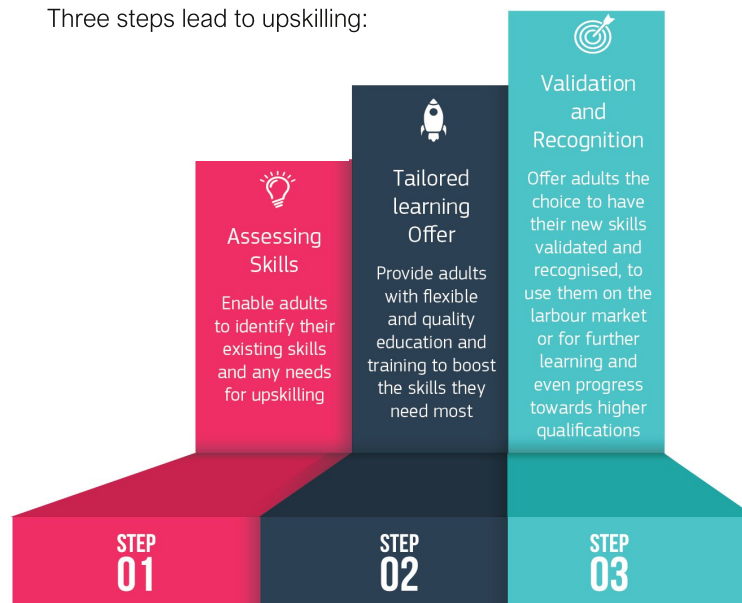 Three steps lead to upskilling:
Assessing
Skills
Enable adults
to identify their
existing skills
and any needs
for upskilling
Tailored
learning
Offer
Provide adults
with flexible
and quality
education and
training to boost
the skills they
need most
Validation
and
Recognition
Offer adults the
choice to have
their new skills
validated and
recognised, to
use them on the
larbour market
or for further
learning and
even progress
towards higher
qualifications
STEP
01
STEP
02
STEP
03